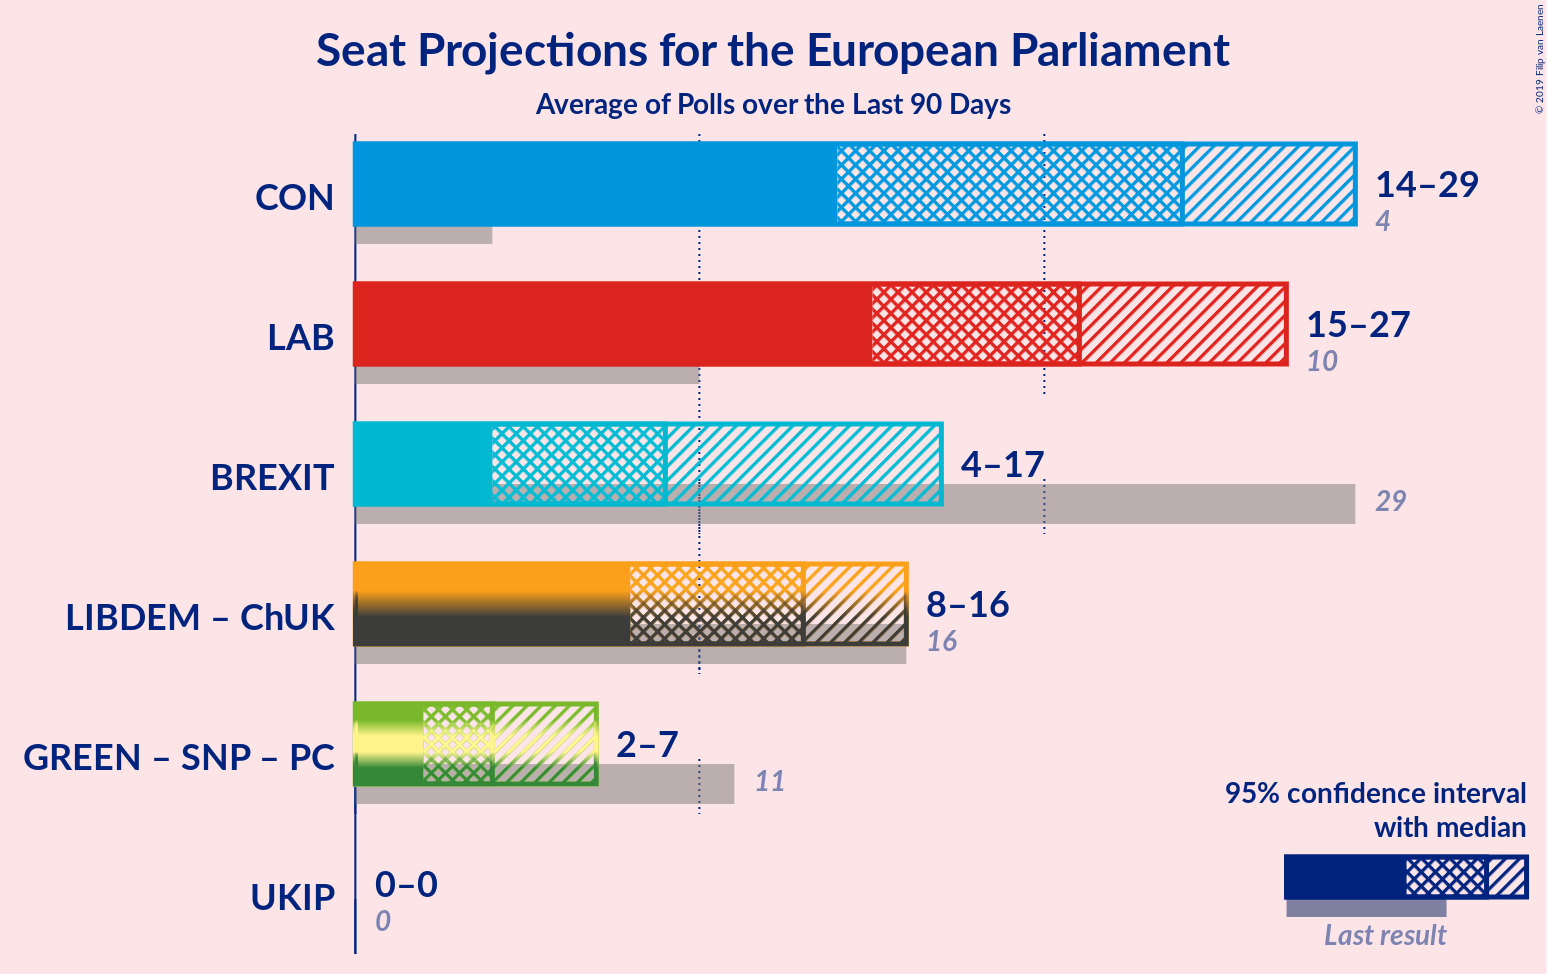 Seat Projections for the European Parliament
Average of Polls over the Last 90 Days
© 2019 Filip van Laenen
CON
14–29
4
LAB
15–27
10
BREXIT
4–17
29
LIBDEM – ChUK
8–16
16
GREEN – SNP – PC
2–7
11
UKIP
0–0
0
95% confidence interval
with median
Last result